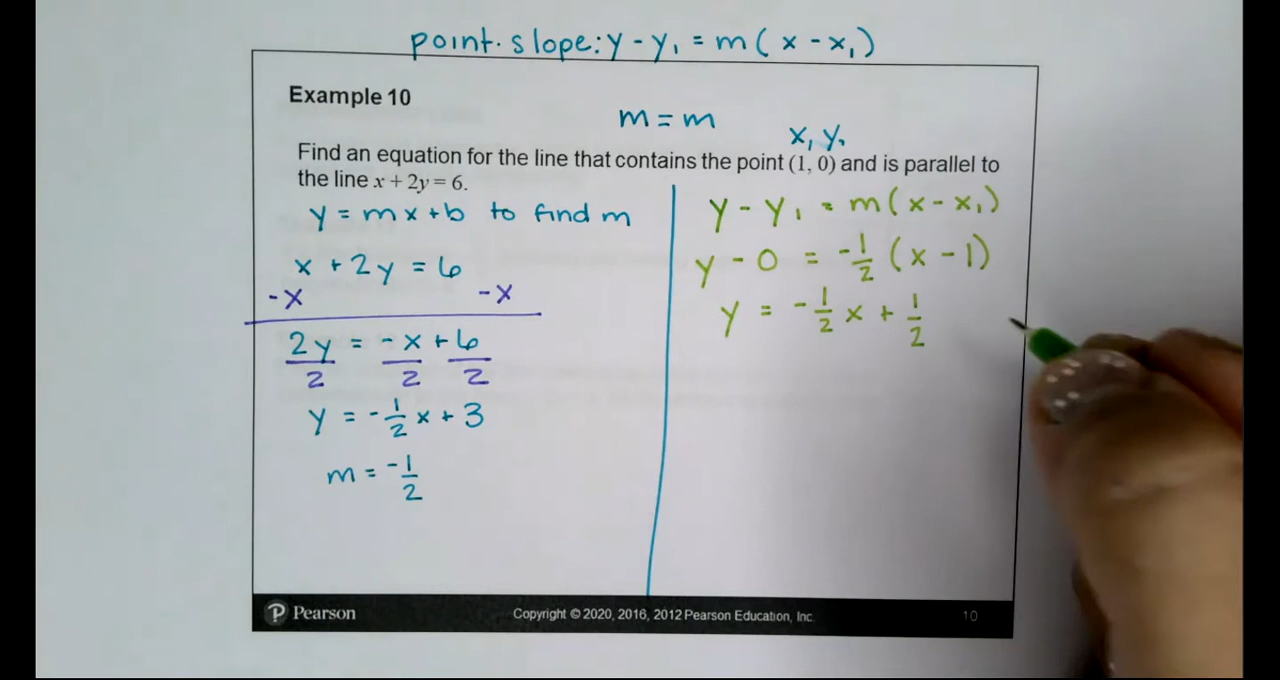 point-slope: y - y₁ = m(x - x₁)
Example 10
m = m
x₁ y₁
Find an equation for the line that contains the point (1, 0) and is parallel to
the line x + 2y = 6.
y = mx + b to find m
x + 2y = 6
-x -x
2y = -x + 6
2 2 2
y = -1/2 x + 3
m = -1/2
y - y₁ = m(x - x₁)
y - 0 = -1/2 (x - 1)
y = -1/2 x + 1/2
Pearson
Copyright © 2020, 2016, 2012 Pearson Education, Inc.
10